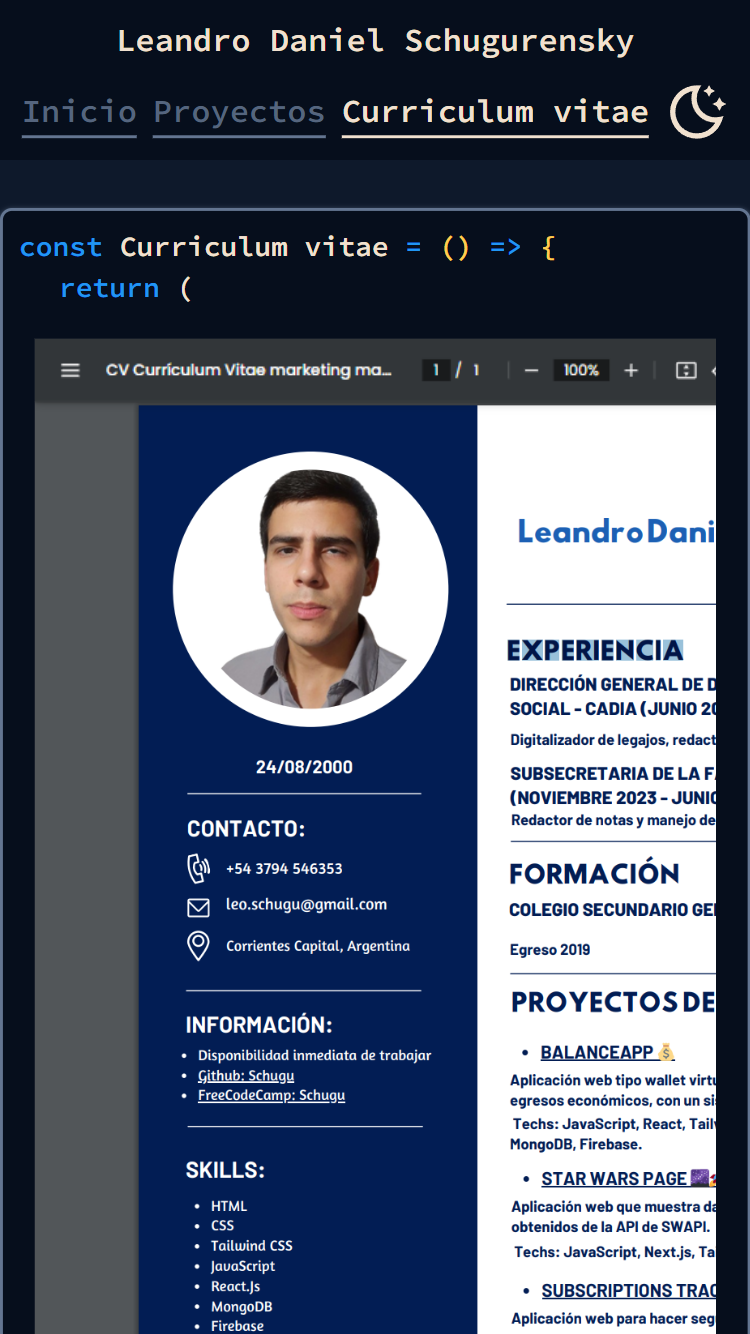 Leandro Daniel Schugurensky
Inicio Proyectos Curriculum vitae
const Curriculum vitae = () => {
return (
CV Currículum Vitae marketing ma... 1 / 1 — 100% +
24/08/2000
CONTACTO:
+54 3794 546353
leo.schugu@gmail.com
Corrientes Capital, Argentina
INFORMACIÓN:
• Disponibilidad inmediata de trabajar
• Github: Schugu
• FreeCodeCamp: Schugu
SKILLS:
• HTML
• CSS
• Tailwind CSS
• JavaScript
• React.Js
• MongoDB
• Firebase
Leandro Dani
EXPERIENCIA
DIRECCIÓN GENERAL DE D
SOCIAL - CADIA (JUNIO 20
Digitalizador de legajos, redact
SUBSECRETARIA DE LA FA
(NOVIEMBRE 2023 - JUNIO
Redactor de notas y manejo de
FORMACIÓN
COLEGIO SECUNDARIO GE
Egreso 2019
PROYECTOS DE
• BALANCEAPP 💰
Aplicación web tipo wallet virtu
egresos económicos, con un sis
Techs: JavaScript, React, Tailw
MongoDB, Firebase.
• STAR WARS PAGE 🌌
Aplicación web que muestra da
obtenidos de la API de SWAPI.
Techs: JavaScript, Next.js, Ta
• SUBSCRIPTIONS TRAC
Aplicación web para hacer seg